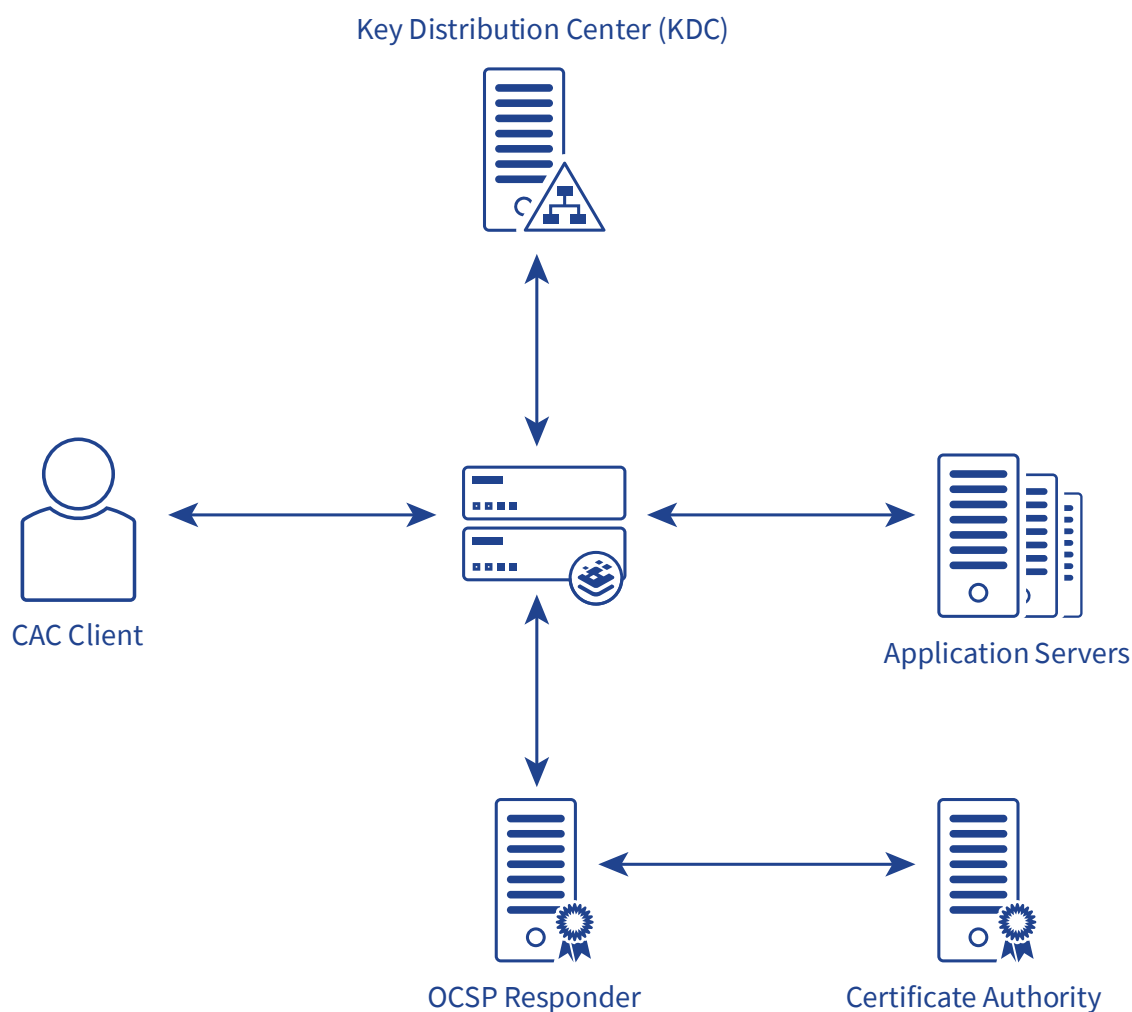 Key Distribution Center (KDC)
CAC Client
Application Servers
OCSP Responder
Certificate Authority